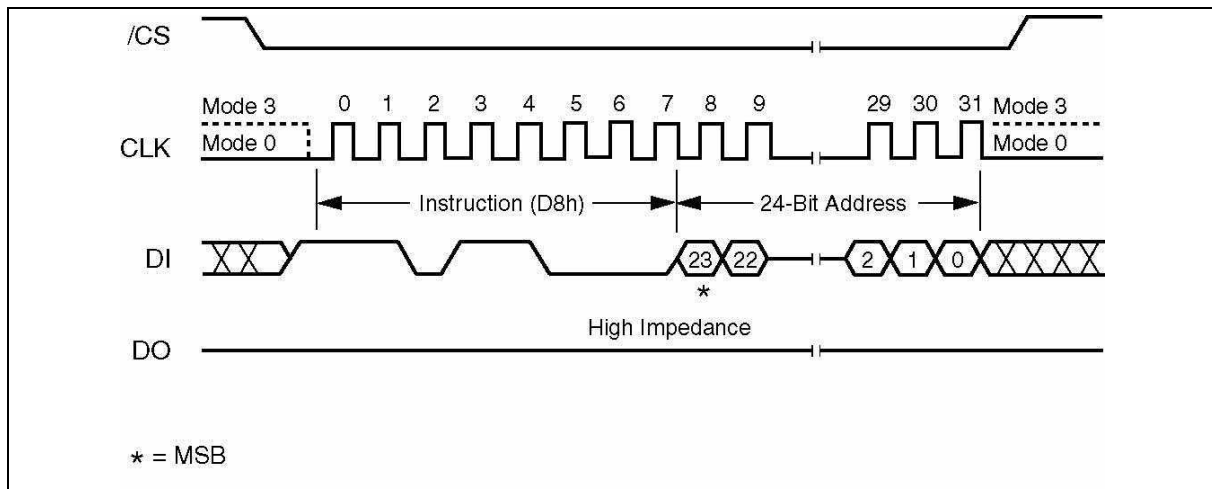 /CS
Mode 3 0 1 2 3 4 5 6 7 8 9 29 30 31 Mode 3
CLK Mode 0 Mode 0
Instruction (D8h) 24-Bit Address
DI 23 22 2 1 0
*
High Impedance
DO
* = MSB